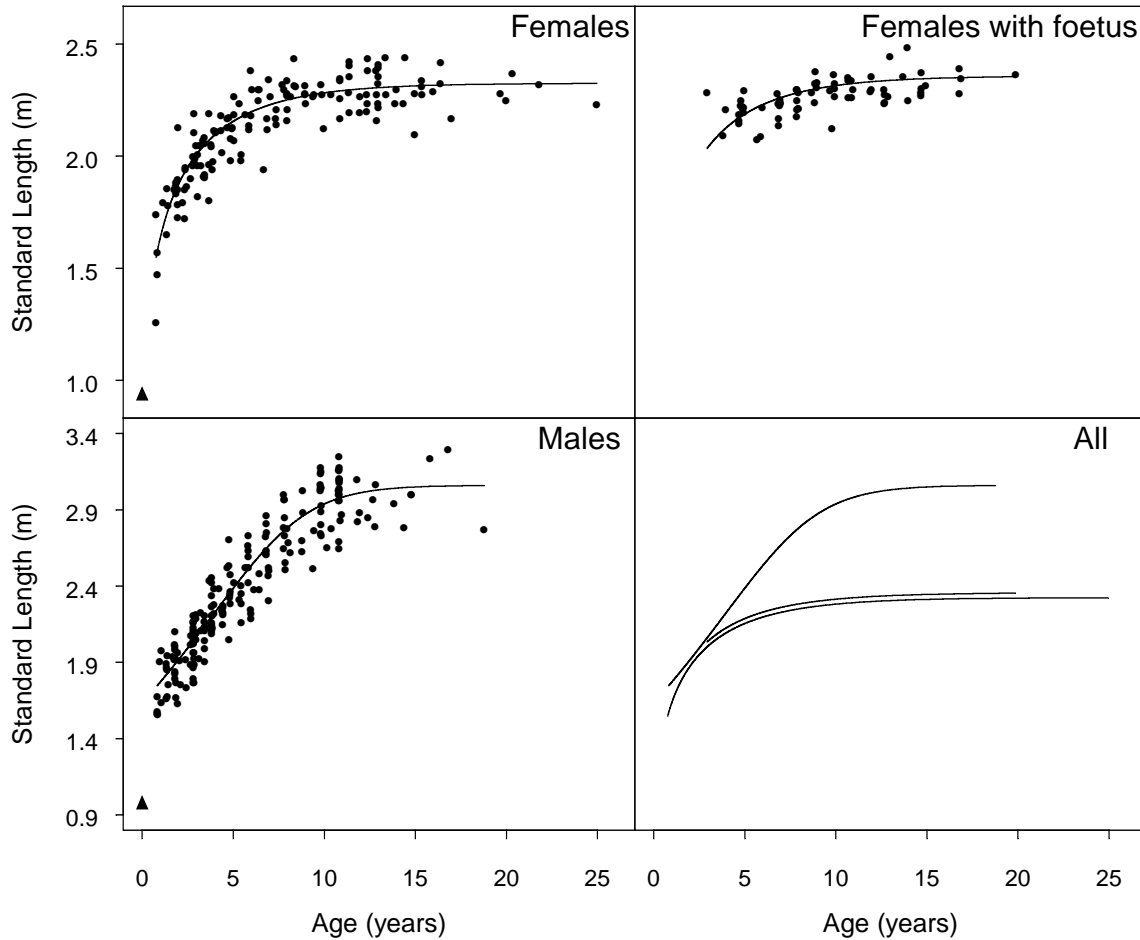 Females
Females with foetus
Standard Length (m)
2.5
2.0
1.5
1.0
Males
All
Standard Length (m)
3.4
2.9
2.4
1.9
1.4
0.9
0 5 10 15 20 25
0 5 10 15 20 25
Age (years)
Age (years)